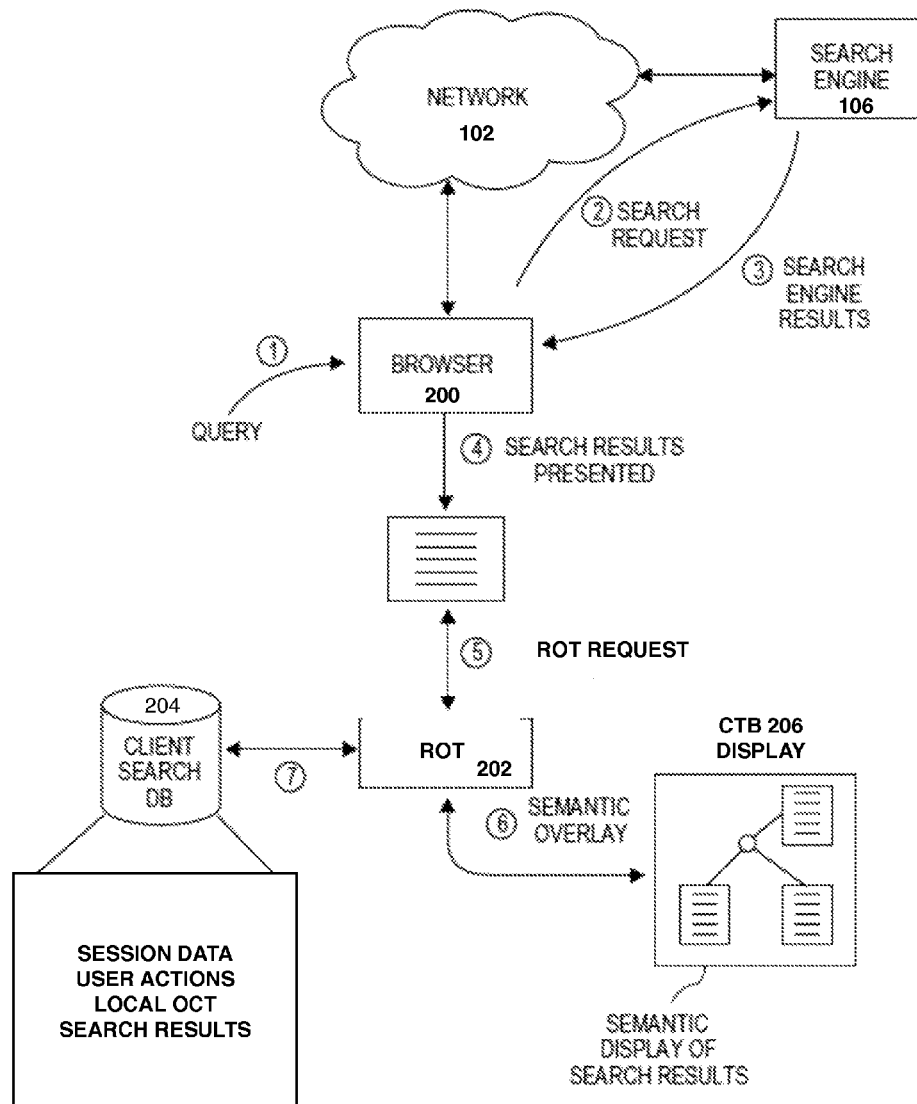 SEARCH
ENGINE
106
NETWORK
102
2 SEARCH
REQUEST
3 SEARCH
ENGINE
RESULTS
1
QUERY
BROWSER
200
4 SEARCH RESULTS
PRESENTED
5 ROT REQUEST
204
CLIENT
SEARCH
DB
7
ROT 202
CTB 206
DISPLAY
6 SEMANTIC
OVERLAY
SESSION DATA
USER ACTIONS
LOCAL OCT
SEARCH RESULTS
SEMANTIC
DISPLAY OF
SEARCH RESULTS